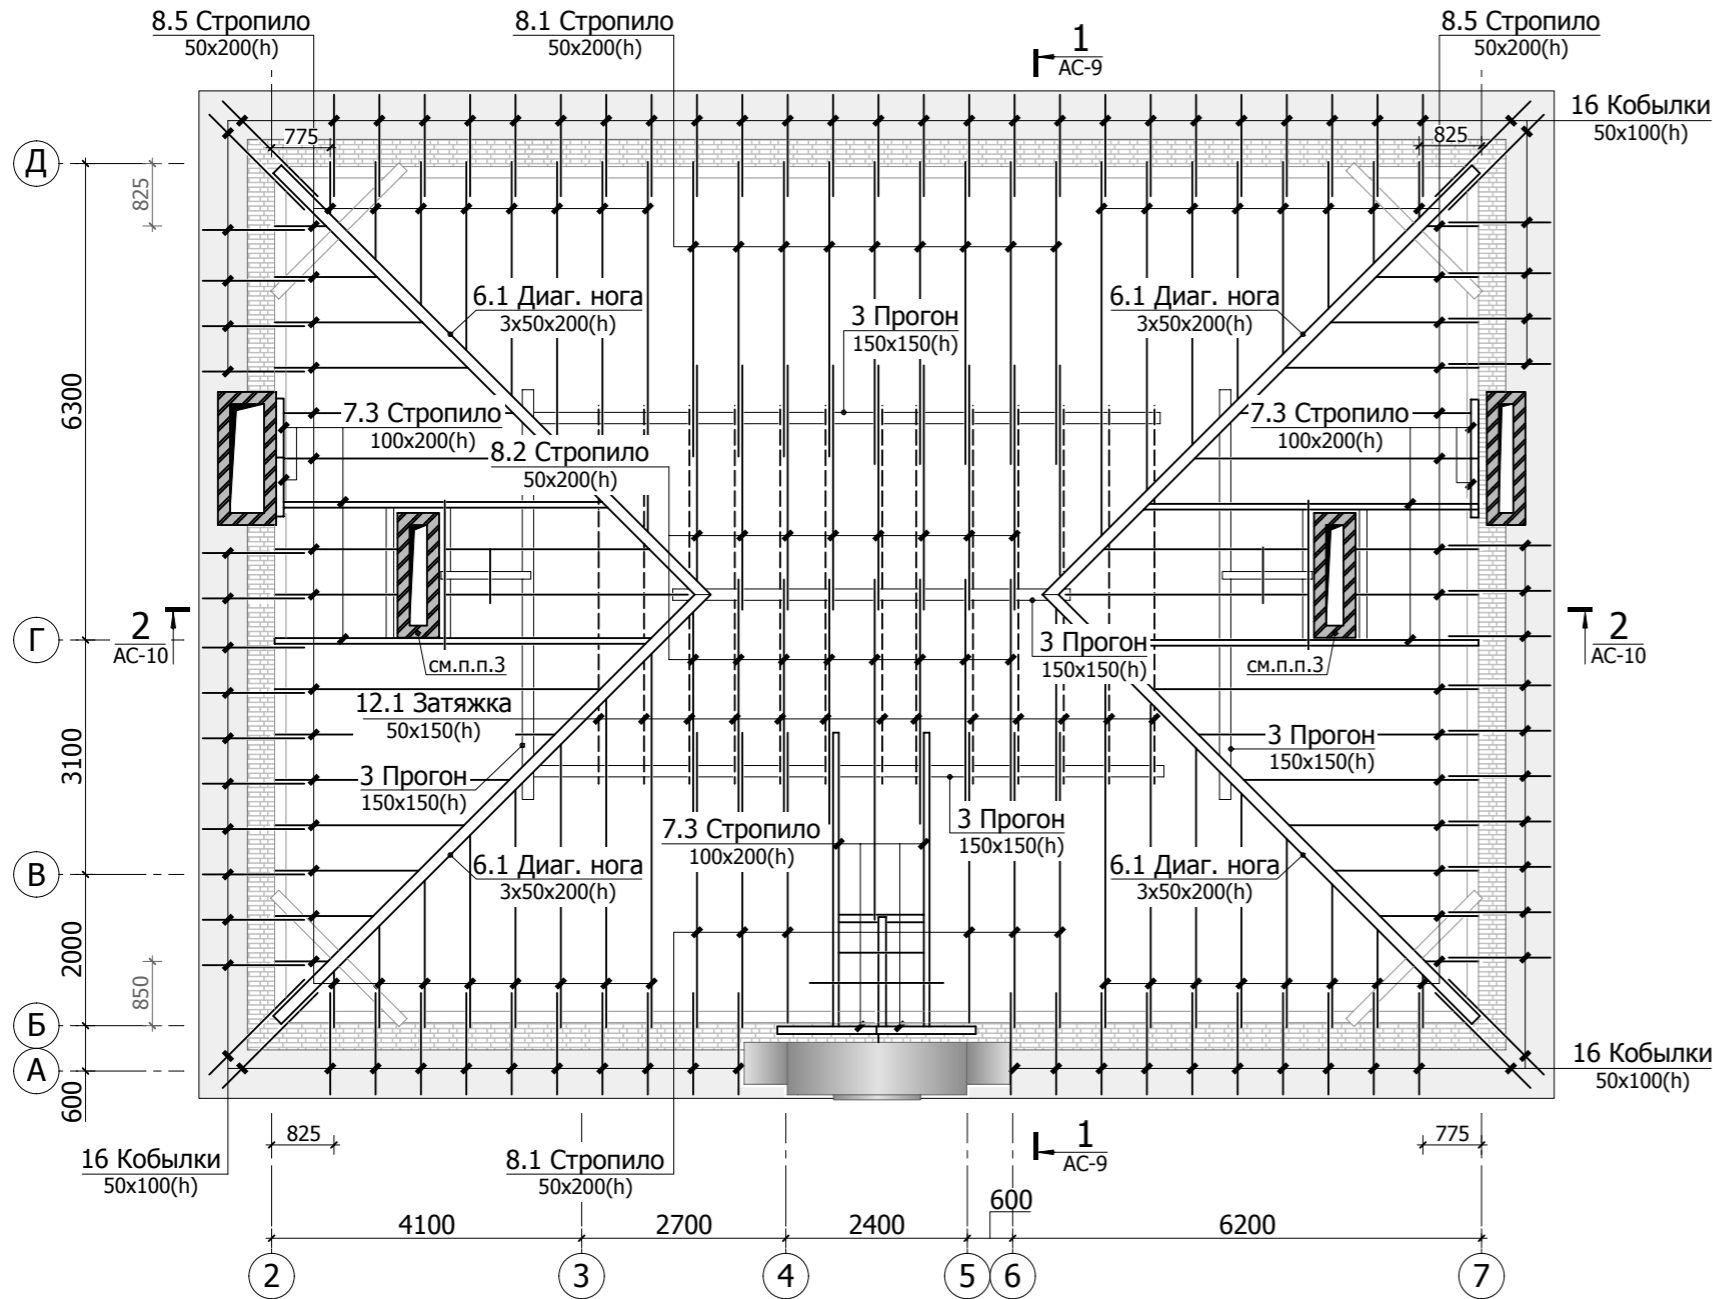 8.5 Стропило
50х200(h)
8.1 Стропило
50х200(h)
1
АС-9
8.5 Стропило
50х200(h)
16 Кобылки
50х100(h)
775
825
Д
825
6.1 Диаг. нога
3х50х200(h)
6.1 Диаг. нога
3х50х200(h)
3 Прогон
150х150(h)
6300
7.3 Стропило
100х200(h)
7.3 Стропило
100х200(h)
8.2 Стропило
50х200(h)
2
АС-10
Г
2
АС-10
3 Прогон
150х150(h)
см.п.п.3
см.п.п.3
12.1 Затяжка
50х150(h)
3100
3 Прогон
150х150(h)
3 Прогон
150х150(h)
7.3 Стропило
100х200(h)
3 Прогон
150х150(h)
В
6.1 Диаг. нога
3х50х200(h)
6.1 Диаг. нога
3х50х200(h)
2000
850
Б
А
600
16 Кобылки
50х100(h)
825
775
16 Кобылки
50х100(h)
8.1 Стропило
50х200(h)
1
АС-9
4100
2700
2400
600
6200
2
3
4
5
6
7